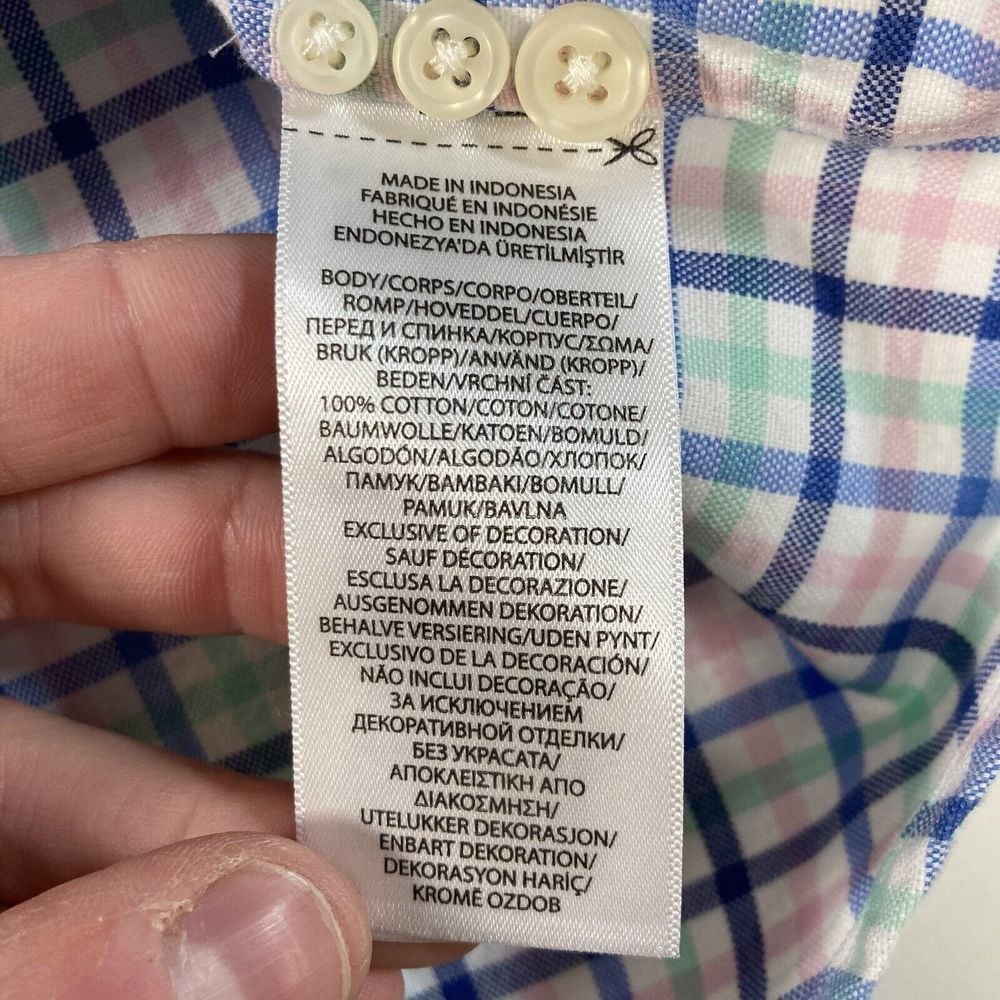 MADE IN INDONESIA
FABRIQUÉ EN INDONÉSIE
HECHO EN INDONESIA
ENDONEZYA'DA ÜRETİLMİŞTİR
BODY/CORPS/CORPO/OBERTEIL/
ROMP/HOVEDDEL/CUERPO/
ПЕРЕД И СПИНКА/КОРПУС/ΣΩΜΑ/
BRUK (KROPP)/ANVÄND (KROPP)/
BEDEN/VRCHNÍ ČÁST:
100% COTTON/COTON/COTONE/
BAUMWOLLE/KATOEN/BOMULD/
ALGODÓN/ALGODÃO/ХЛОПОК/
ПАМУК/ΒΑΜΒΑΚΙ/BOMULL/
PAMUK/BAVLNA
EXCLUSIVE OF DECORATION/
SAUF DÉCORATION/
ESCLUSA LA DECORAZIONE/
AUSGENOMMEN DEKORATION/
BEHALVE VERSIERING/UDEN PYNT/
EXCLUSIVO DE LA DECORACIÓN/
NÃO INCLUI DECORAÇÃO/
ЗА ИСКЛЮЧЕНИЕМ
ДЕКОРАТИВНОЙ ОТДЕЛКИ/
БЕЗ УКРАСАТА/
ΑΠΟΚΛΕΙΣΤΙΚΗ ΑΠΟ
ΔΙΑΚΟΣΜΗΣΗ/
UTELUKKER DEKORASJON/
ENBART DEKORATION/
DEKORASYON HARİÇ/
KROMĚ OZDOB